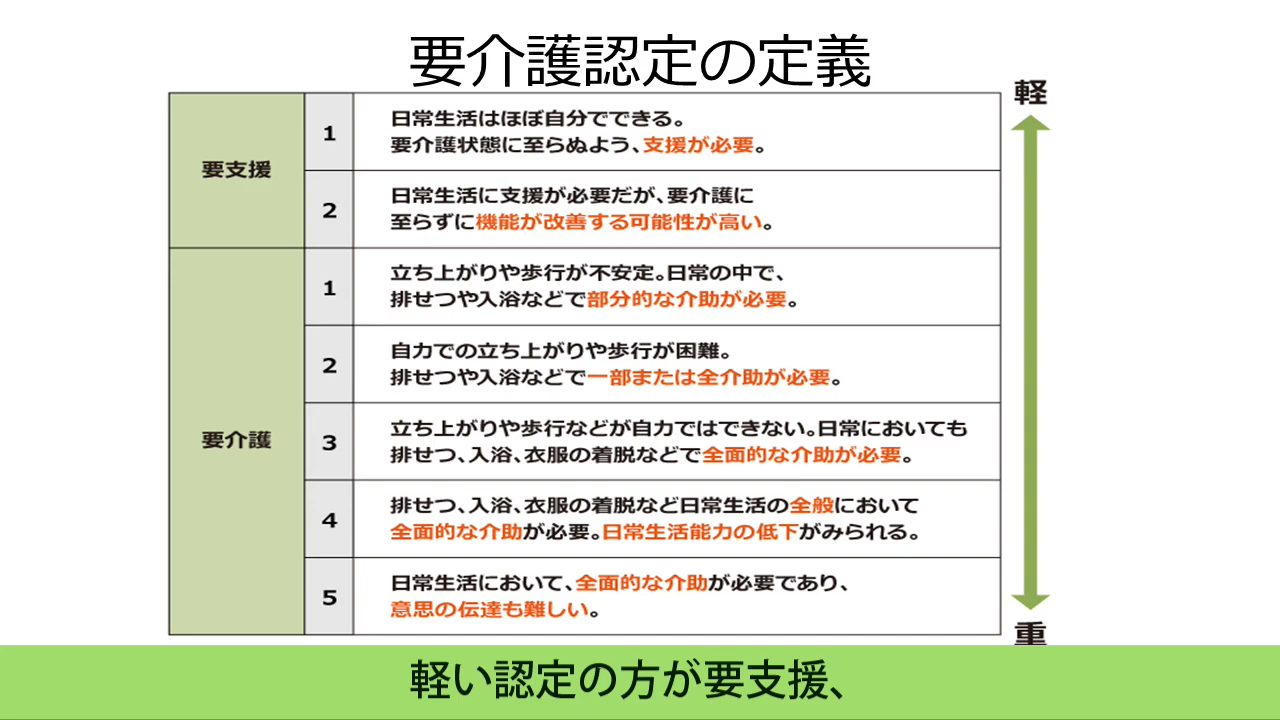 要介護認定の定義
軽
要支援
1
日常生活はほぼ自分でできる。
要介護状態に至らぬよう、支援が必要。
2
日常生活に支援が必要だが、要介護に
至らずに機能が改善する可能性が高い。
要介護
1
立ち上がりや歩行が不安定。日常の中で、
排せつや入浴などで部分的な介助が必要。
2
自力での立ち上がりや歩行が困難。
排せつや入浴などで一部または全介助が必要。
3
立ち上がりや歩行などが自力ではできない。日常においても
排せつ、入浴、衣服の着脱などで全面的な介助が必要。
4
排せつ、入浴、衣服の着脱など日常生活の全般において
全面的な介助が必要。日常生活能力の低下がみられる。
5
日常生活において、全面的な介助が必要であり、
意思の伝達も難しい。
重
軽い認定の方が要支援、